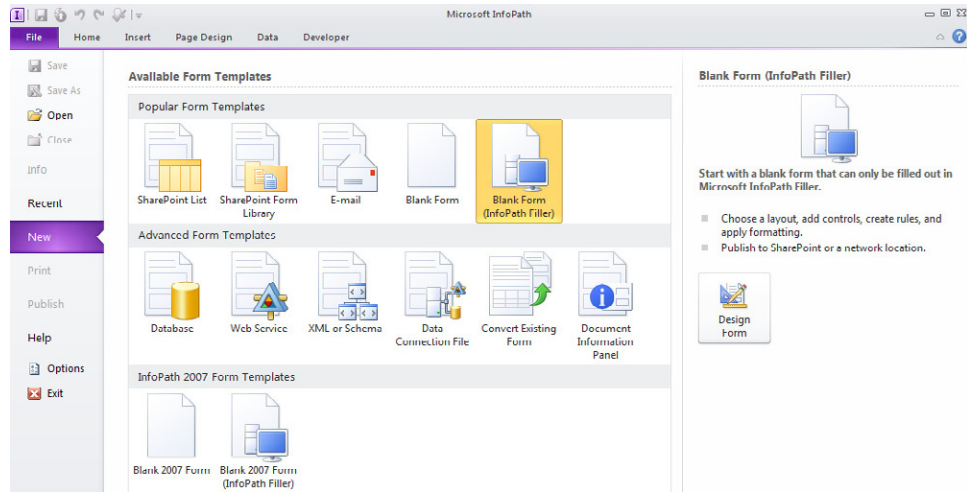 Microsoft InfoPath
File Home Insert Page Design Data Developer
Save
Save As
Open
Close
Info
Recent
New
Print
Publish
Help
Options
Exit
Available Form Templates
Popular Form Templates
SharePoint List
SharePoint Form
Library
E-mail
Blank Form
Blank Form
(InfoPath Filler)
Advanced Form Templates
Database
Web Service
XML or Schema
Data
Connection File
Convert Existing
Form
Document
Information
Panel
InfoPath 2007 Form Templates
Blank 2007 Form
Blank 2007 Form
(InfoPath Filler)
Blank Form (InfoPath Filler)
Start with a blank form that can only be filled out in
Microsoft InfoPath Filler.
Choose a layout, add controls, create rules, and
apply formatting.
Publish to SharePoint or a network location.
Design
Form